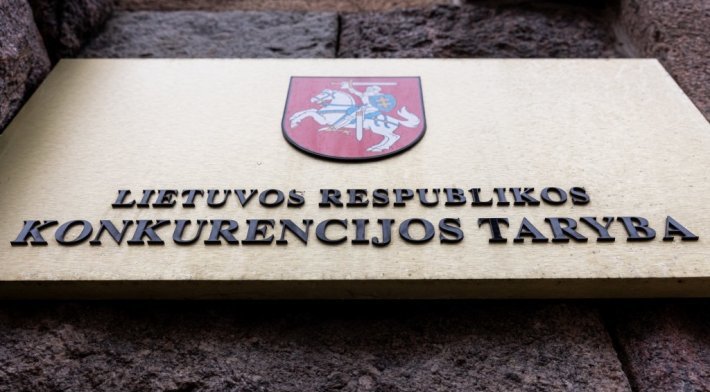 LIETUVOS RESPUBLIKOS
KONKURENCIJOS TARYBA